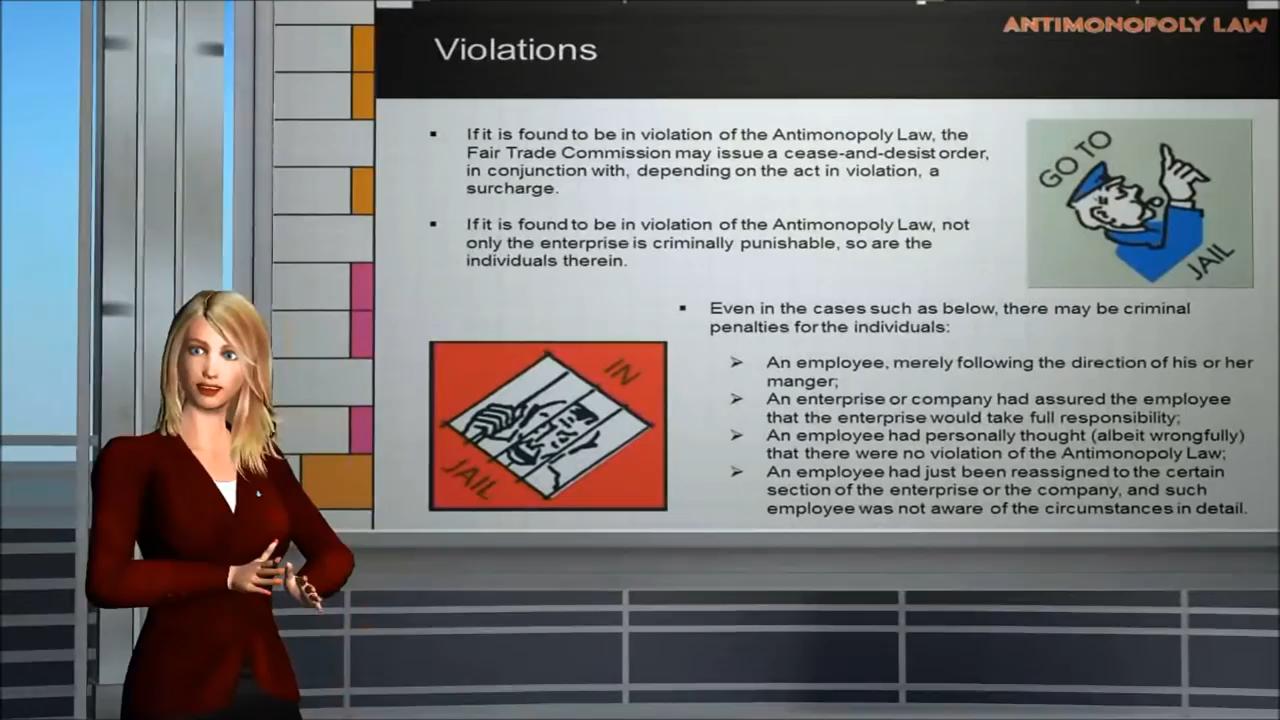 ANTIMONOPOLY LAW
Violations
▪ If it is found to be in violation of the Antimonopoly Law, the
Fair Trade Commission may issue a cease-and-desist order,
in conjunction with, depending on the act in violation, a
surcharge.
▪ If it is found to be in violation of the Antimonopoly Law, not
only the enterprise is criminally punishable, so are the
individuals therein.
GO TO
JAIL
▪ Even in the cases such as below, there may be criminal
penalties for the individuals:
➢ An employee, merely following the direction of his or her
manger;
➢ An enterprise or company had assured the employee
that the enterprise would take full responsibility;
➢ An employee had personally thought (albeit wrongfully)
that there were no violation of the Antimonopoly Law;
➢ An employee had just been reassigned to the certain
section of the enterprise or the company, and such
employee was not aware of the circumstances in detail.
IN
JAIL